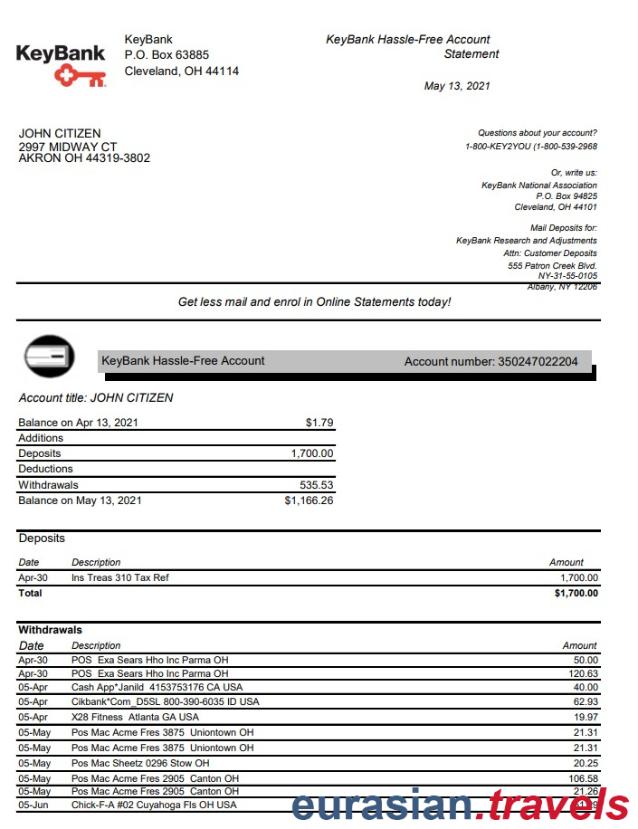 KeyBank
KeyBank
P.O. Box 63885
Cleveland, OH 44114
KeyBank Hassle-Free Account
Statement
May 13, 2021
JOHN CITIZEN
2997 MIDWAY CT
AKRON OH 44319-3802
Questions about your account?
1-800-KEY2YOU (1-800-539-2968
Or, write us:
KeyBank National Association
P.O. Box 94825
Cleveland, OH 44101
Mail Deposits for:
KeyBank Research and Adjustments
Attn: Customer Deposits
555 Patron Creek Blvd.
NY-31-55-0105
Albany, NY 12206
Get less mail and enrol in Online Statements today!
KeyBank Hassle-Free Account Account number: 350247022204
Account title: JOHN CITIZEN
Balance on Apr 13, 2021 $1.79
Additions
Deposits 1,700.00
Deductions
Withdrawals 535.53
Balance on May 13, 2021 $1,166.26
Deposits
Date Description Amount
Apr-30 Ins Treas 310 Tax Ref 1,700.00
Total $1,700.00
Withdrawals
Date Description Amount
Apr-30 POS Exa Sears Hho Inc Parma OH 50.00
Apr-30 POS Exa Sears Hho Inc Parma OH 120.63
05-Apr Cash App*Janild 4153753176 CA USA 40.00
05-Apr Cikbank*Com_D5SL 800-390-6035 ID USA 62.93
05-Apr X28 Fitness Atlanta GA USA 19.97
05-May Pos Mac Acme Fres 3875 Uniontown OH 21.31
05-May Pos Mac Acme Fres 3875 Uniontown OH 21.31
05-May Pos Mac Sheetz 0296 Stow OH 20.25
05-May Pos Mac Acme Fres 2905 Canton OH 106.58
05-May Pos Mac Acme Fres 2905 Canton OH 21.26
05-Jun Chick-F-A #02 Cuyahoga Fls OH USA
eurasian.travels